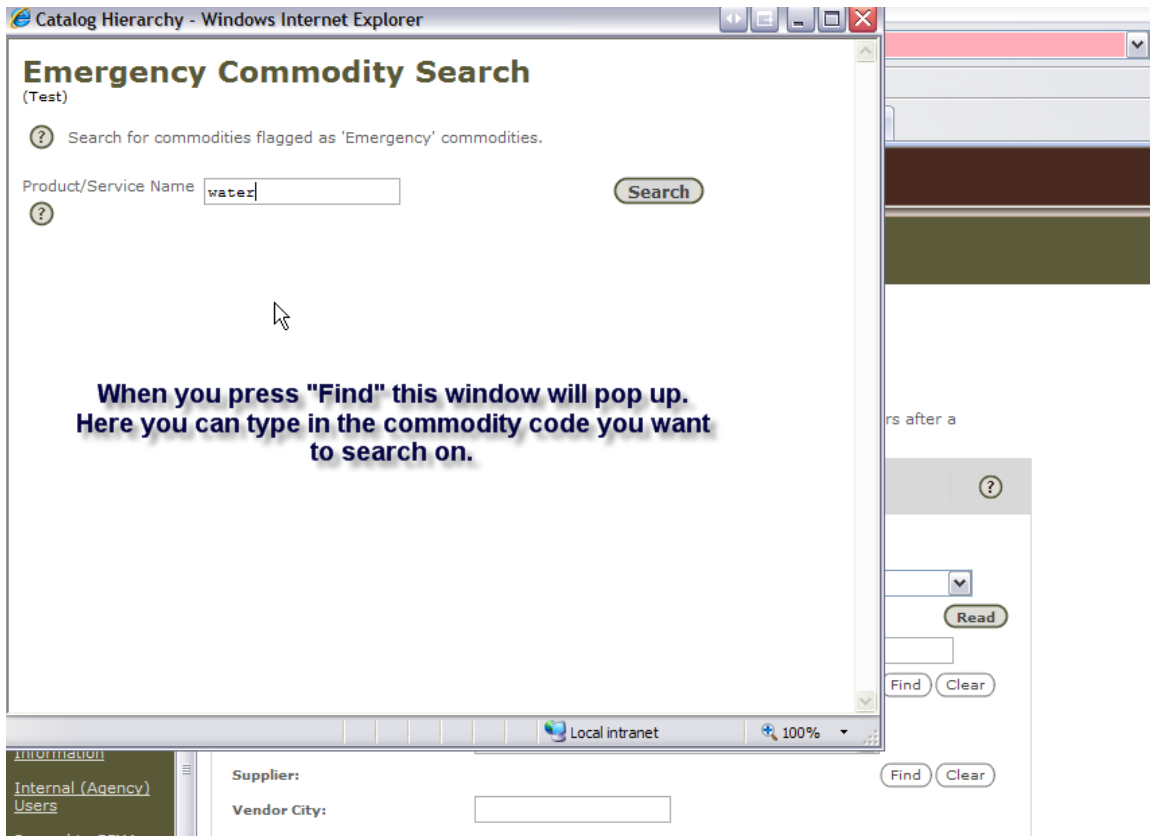 Catalog Hierarchy - Windows Internet Explorer
Emergency Commodity Search
(Test)
? Search for commodities flagged as 'Emergency' commodities.
Product/Service Name water Search
?
When you press "Find" this window will pop up.
Here you can type in the commodity code you want
to search on.
rs after a
?
Read
Find Clear
Local intranet 100%
Information
Internal (Agency)
Users
Supplier: Find Clear
Vendor City: